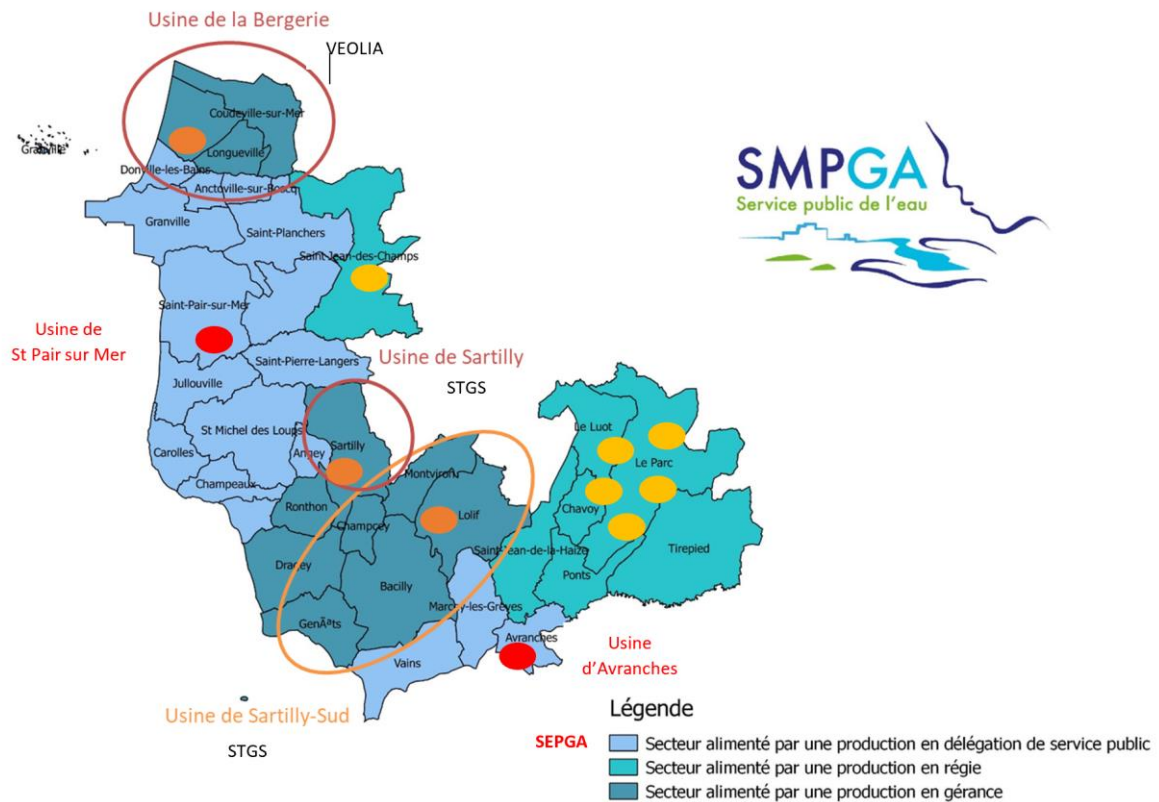 Usine de la Bergerie
VEOLIA
Coudeville-sur-Mer
Longueville
Granville
Donville-les-Bains
Anctoville-sur-Boscq
Granville
Saint-Planchers
Saint Jean-des-Champs
SMPGA
Service public de l'eau
Saint-Pair-sur-Mer
Usine de
St Pair sur Mer
Saint-Pierre-Langers
Usine de Sartilly
STGS
Jullouville
St Michel des Loups
Carolles
Angey
Sartilly
Champeaux
Le Luot
Le Parc
Montviron
Ronthon
Champcey
Lolif
Chavoy
Saint-Jean-de-la-Haize
Tirepied
Dragey
Bacilly
Ponts
Marcey-les-Grèves
GenÃªts
Avranches
Vains
Usine
d'Avranches
Usine de Sartilly-Sud
STGS
Légende
SEPGA
Secteur alimenté par une production en délégation de service public
Secteur alimenté par une production en régie
Secteur alimenté par une production en gérance